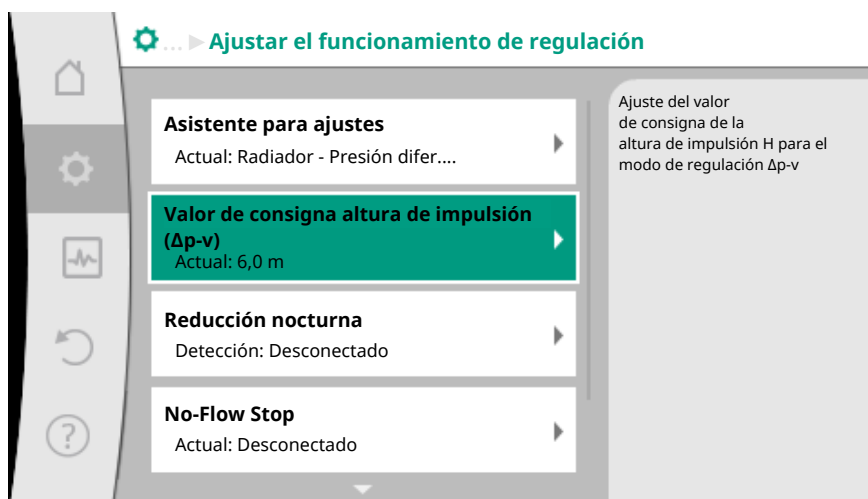 ... Ajustar el funcionamiento de regulación
Asistente para ajustes
Actual: Radiador - Presión difer....
Valor de consigna altura de impulsión
(Δp-v)
Actual: 6,0 m
Reducción nocturna
Detección: Desconectado
No-Flow Stop
Actual: Desconectado
Ajuste del valor
de consigna de la
altura de impulsión H para el
modo de regulación Δp-v
?